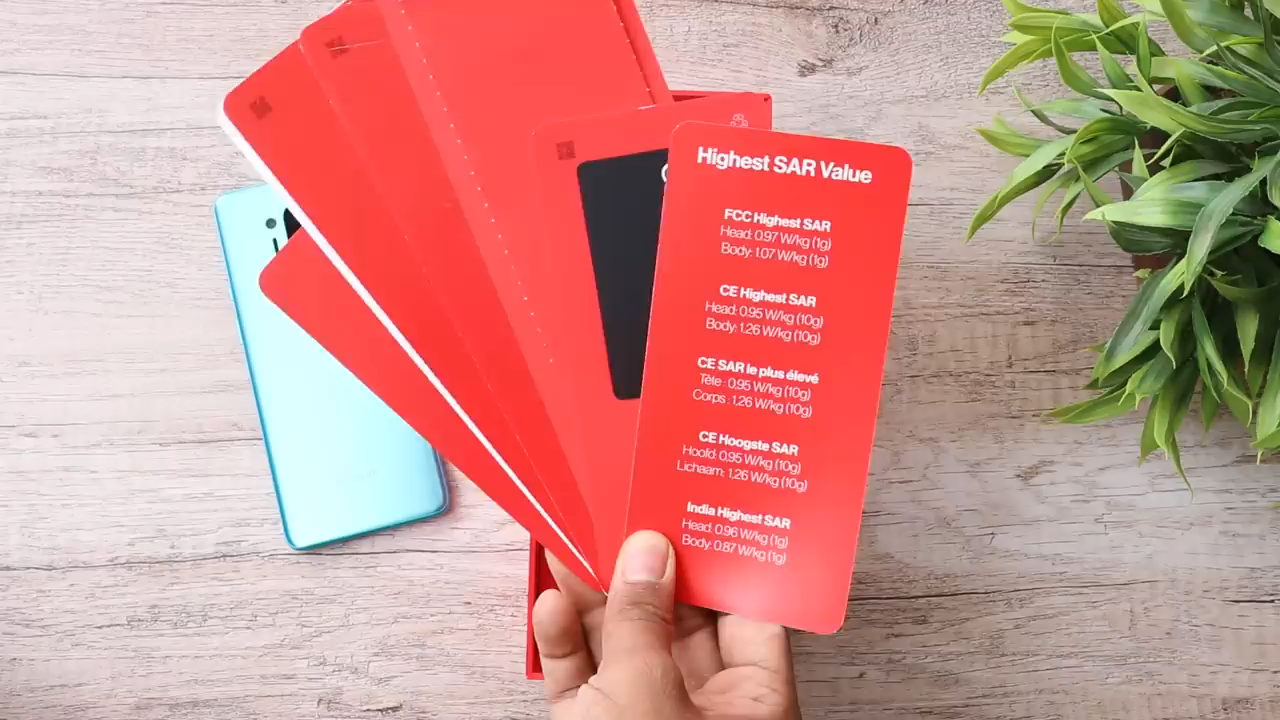 Highest SAR Value
FCC Highest SAR
Head: 0.97 W/kg (1g)
Body: 1.07 W/kg (1g)
CE Highest SAR
Head: 0.95 W/kg (10g)
Body: 1.26 W/kg (10g)
CE SAR le plus élevé
Tête : 0,95 W/kg (10g)
Corps : 1,26 W/kg (10g)
CE Hoogste SAR
Hoofd: 0,95 W/kg (10g)
Lichaam: 1,26 W/kg (10g)
India Highest SAR
Head: 0.96 W/kg (1g)
Body: 0.87 W/kg (1g)